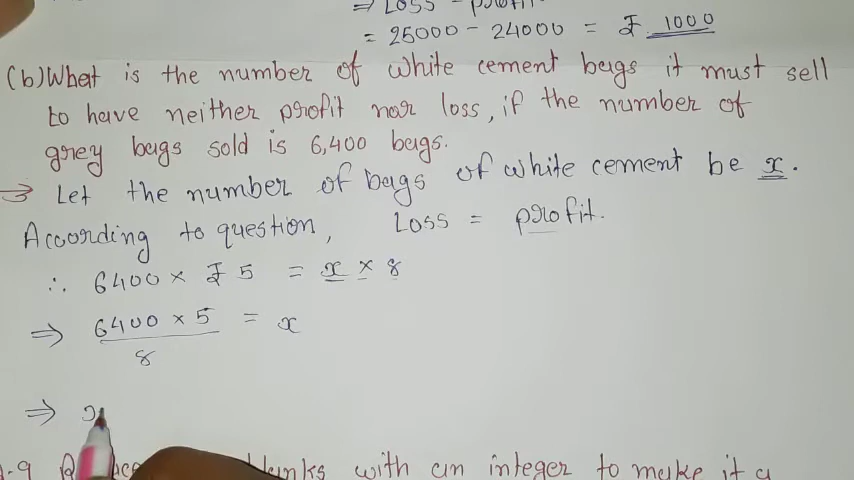 ⇒ Loss - profit
= 25000 - 24000 = ₹ 1000
(b) What is the number of white cement bags it must sell
to have neither profit nor loss, if the number of
grey bags sold is 6,400 bags.
⇒ Let the number of bags of white cement be x.
According to question, Loss = profit.
∴ 6400 × ₹ 5 = x × 8
⇒ 6400 × 5 = x
8
⇒
with an integer to make it a